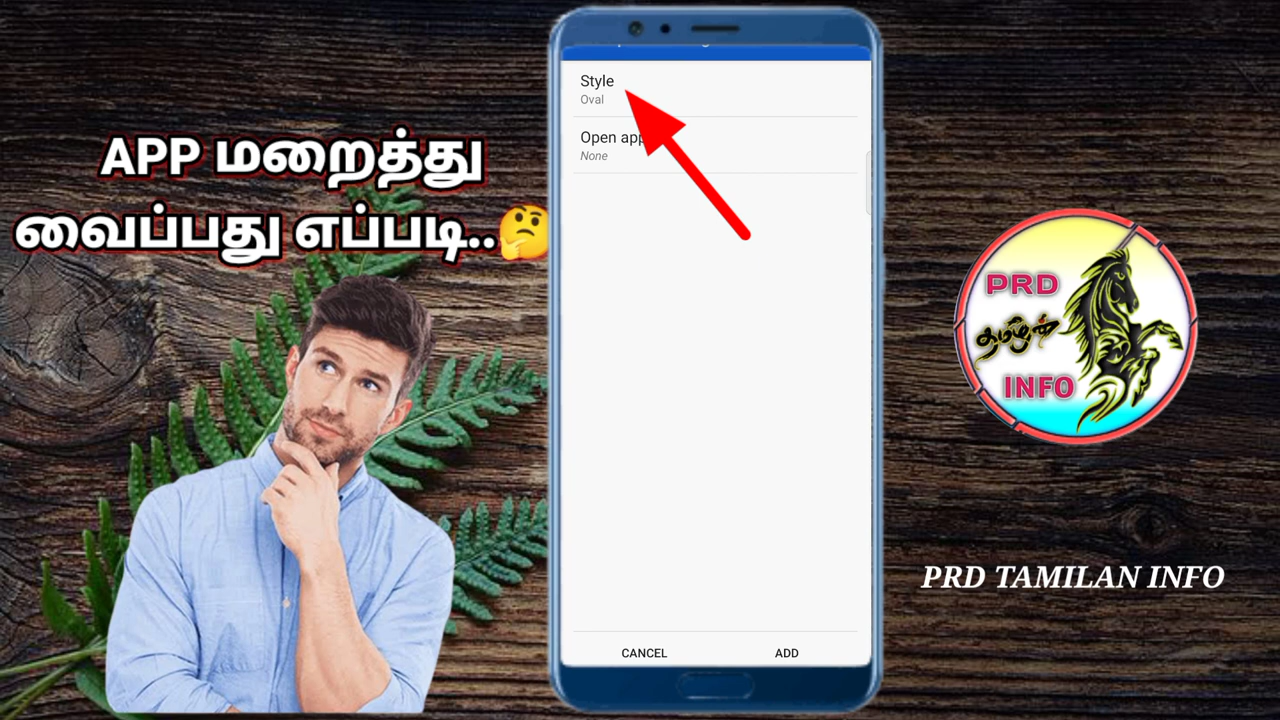 APP மறைத்து
வைப்பது எப்படி..🤔
Style
Oval
Open app
None
CANCEL
ADD
PRD
தமிழன்
INFO
PRD TAMILAN INFO